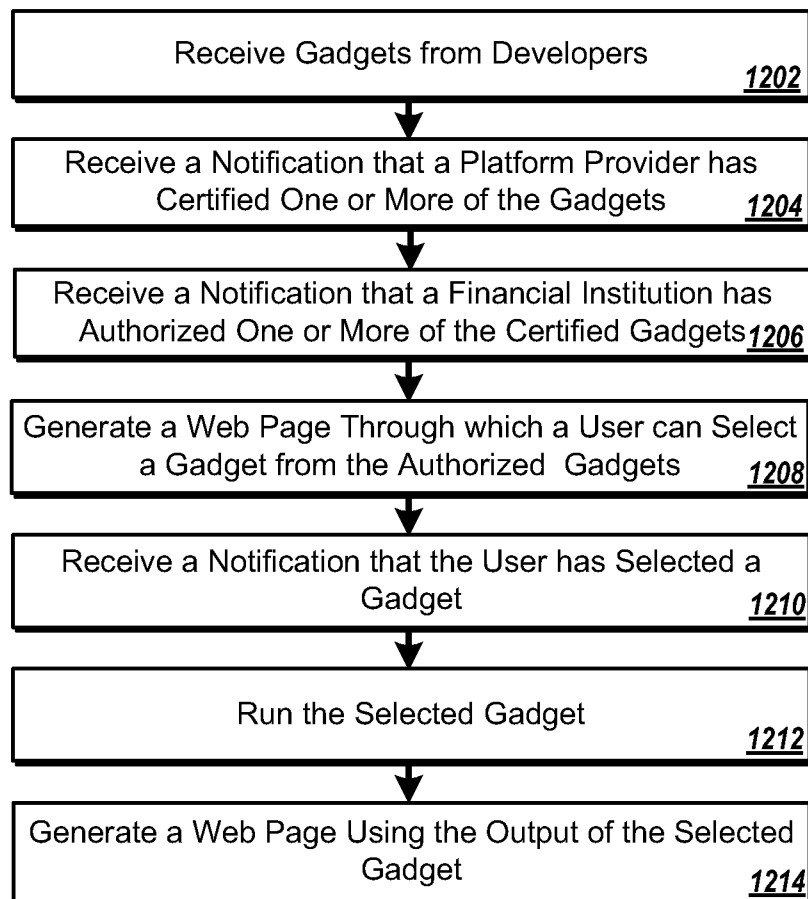 Receive Gadgets from Developers
1202
Receive a Notification that a Platform Provider has
Certified One or More of the Gadgets
1204
Receive a Notification that a Financial Institution has
Authorized One or More of the Certified Gadgets
1206
Generate a Web Page Through which a User can Select
a Gadget from the Authorized Gadgets
1208
Receive a Notification that the User has Selected a
Gadget
1210
Run the Selected Gadget
1212
Generate a Web Page Using the Output of the Selected
Gadget
1214